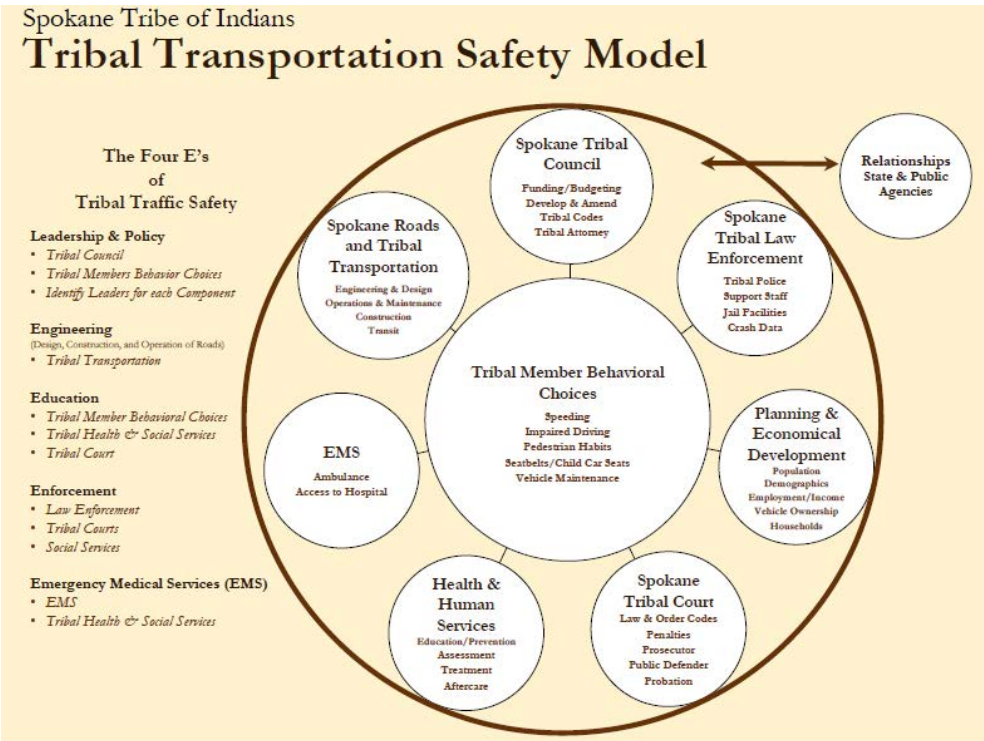 Spokane Tribe of Indians
Tribal Transportation Safety Model
The Four E's
of
Tribal Traffic Safety
Leadership & Policy
• Tribal Council
• Tribal Members Behavior Choices
• Identify Leaders for each Component
Engineering
(Design, Construction, and Operation of Roads)
• Tribal Transportation
Education
• Tribal Member Behavioral Choices
• Tribal Health & Social Services
• Tribal Court
Enforcement
• Law Enforcement
• Tribal Courts
• Social Services
Emergency Medical Services (EMS)
• EMS
• Tribal Health & Social Services
Spokane Tribal
Council
Funding/Budgeting
Develop & Amend
Tribal Codes
Tribal Attorney
Relationships
State & Public
Agencies
Spokane Roads
and Tribal
Transportation
Engineering & Design
Operations & Maintenance
Construction
Transit
Spokane
Tribal Law
Enforcement
Tribal Police
Support Staff
Jail Facilities
Crash Data
Tribal Member Behavioral
Choices
Speeding
Impaired Driving
Pedestrian Habits
Seatbelts/Child Car Seats
Vehicle Maintenance
EMS
Ambulance
Access to Hospital
Planning &
Economical
Development
Population
Demographics
Employment/Income
Vehicle Ownership
Households
Health &
Human
Services
Education/Prevention
Assessment
Treatment
Aftercare
Spokane
Tribal Court
Law & Order Codes
Penalties
Prosecutor
Public Defender
Probation